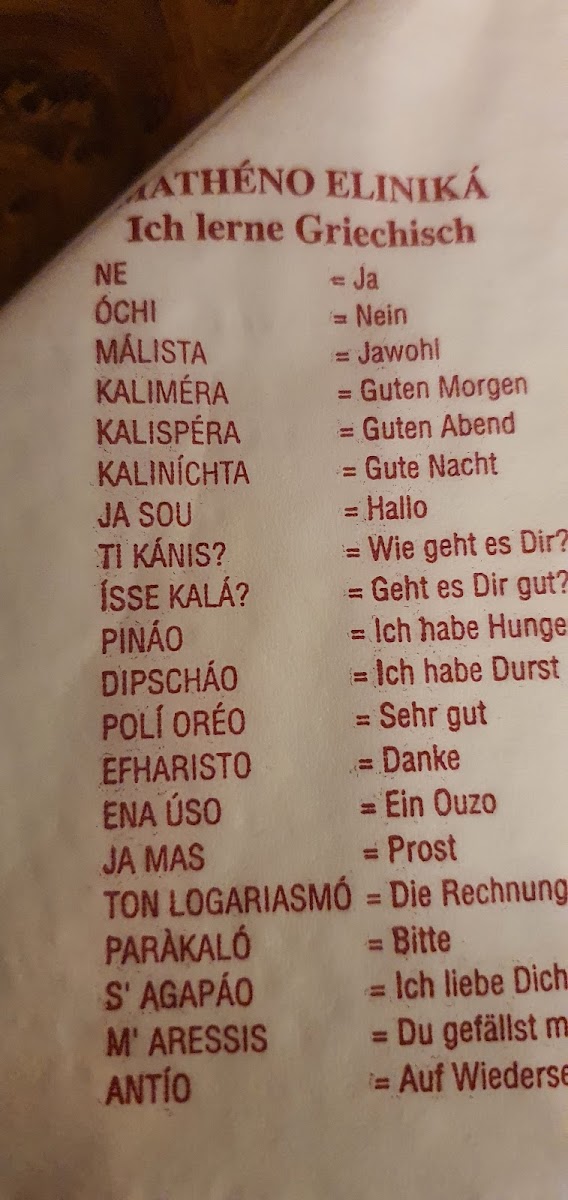 MATHÉNO ELINIKÁ
Ich lerne Griechisch
NE = Ja
ÓCHI = Nein
MÁLISTA = Jawohl
KALIMÉRA = Guten Morgen
KALISPÉRA = Guten Abend
KALINÍCHTA = Gute Nacht
JA SOU = Hallo
TI KÁNIS? = Wie geht es Dir?
ÍSSE KALÁ? = Geht es Dir gut?
PINÁO = Ich habe Hunge
DIPSCHÁO = Ich habe Durst
POLÍ ORÉO = Sehr gut
EFHARISTO = Danke
ENA ÚSO = Ein Ouzo
JA MAS = Prost
TON LOGARIASMÓ = Die Rechnung
PARÀKALÓ = Bitte
S' AGAPÁO = Ich liebe Dich
M' ARESSIS = Du gefällst m
ANTÍO = Auf Wiederse